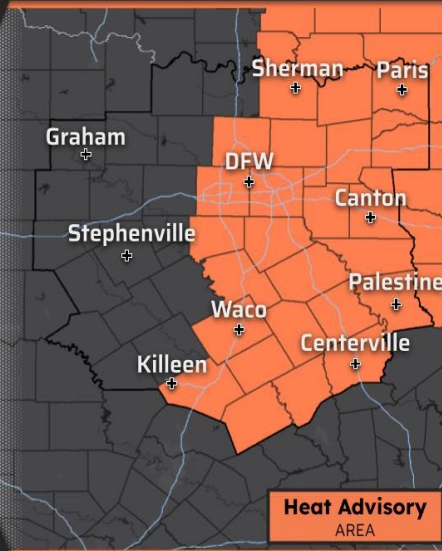 Sherman
Paris
Graham
DFW
Canton
Stephenville
Palestine
Waco
Centerville
Killeen
Heat Advisory
AREA